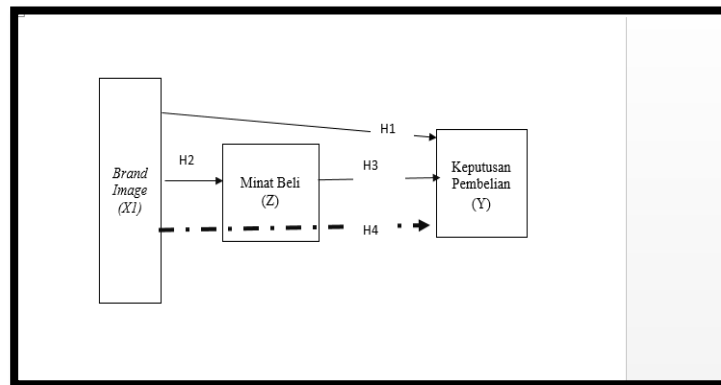 H1
H2
H3
Brand
Image
(X1)
Minat Beli
(Z)
Keputusan
Pembelian
(Y)
H4